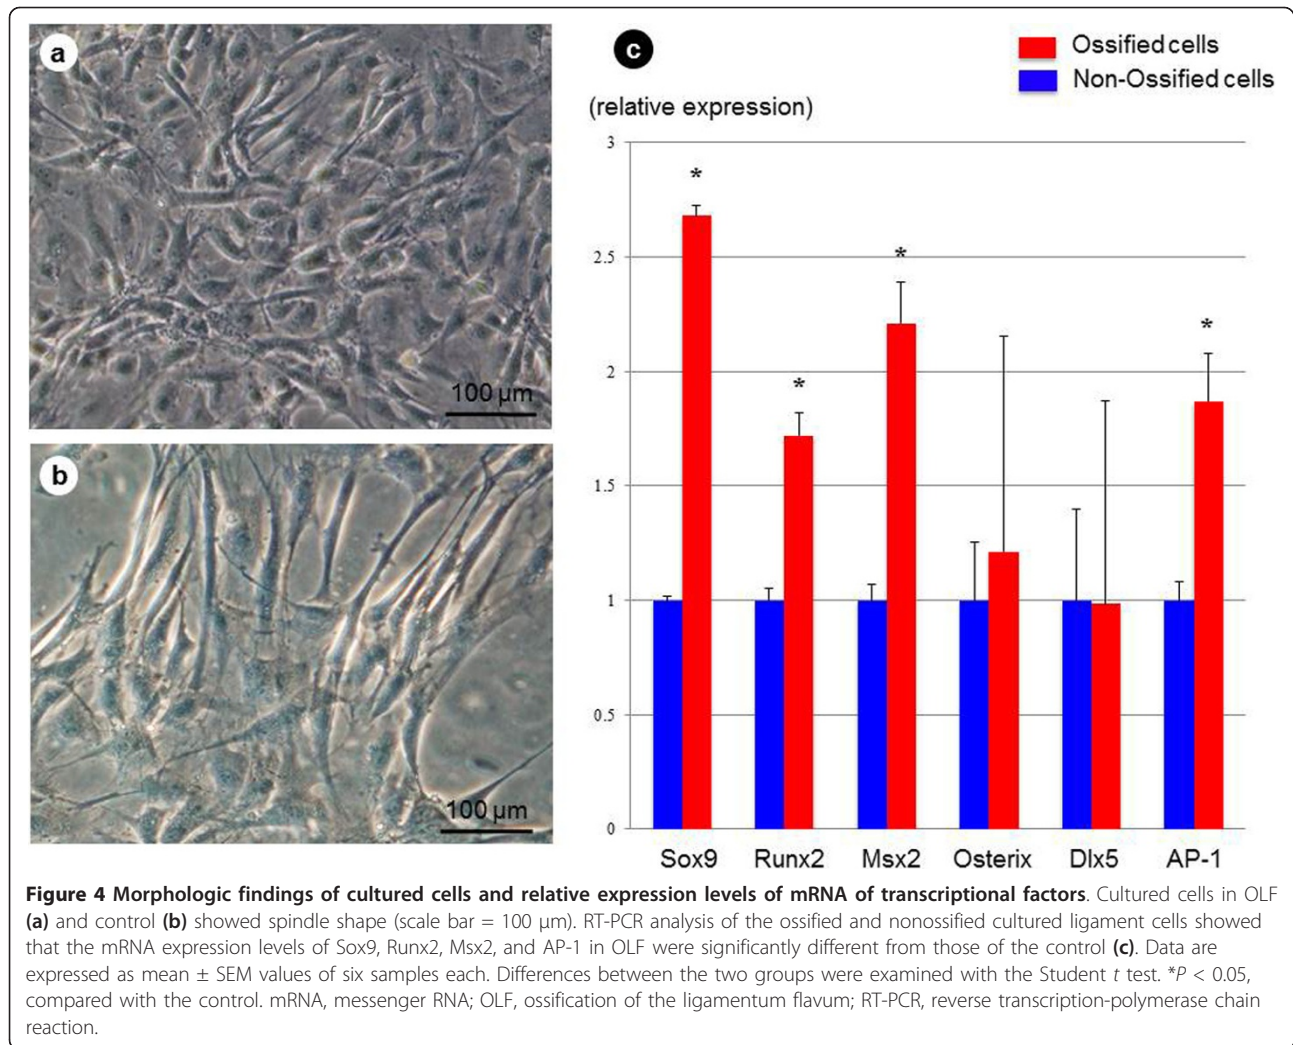 a
100 µm
b
100 µm
c
Ossified cells
Non-Ossified cells
(relative expression)
3
2.5
2
1.5
1
0.5
0
*
*
*
*
Sox9 Runx2 Msx2 Osterix Dlx5 AP-1
Figure 4 Morphologic findings of cultured cells and relative expression levels of mRNA of transcriptional factors. Cultured cells in OLF
(a) and control (b) showed spindle shape (scale bar = 100 µm). RT-PCR analysis of the ossified and nonossified cultured ligament cells showed
that the mRNA expression levels of Sox9, Runx2, Msx2, and AP-1 in OLF were significantly different from those of the control (c). Data are
expressed as mean ± SEM values of six samples each. Differences between the two groups were examined with the Student t test. *P < 0.05,
compared with the control. mRNA, messenger RNA; OLF, ossification of the ligamentum flavum; RT-PCR, reverse transcription-polymerase chain
reaction.